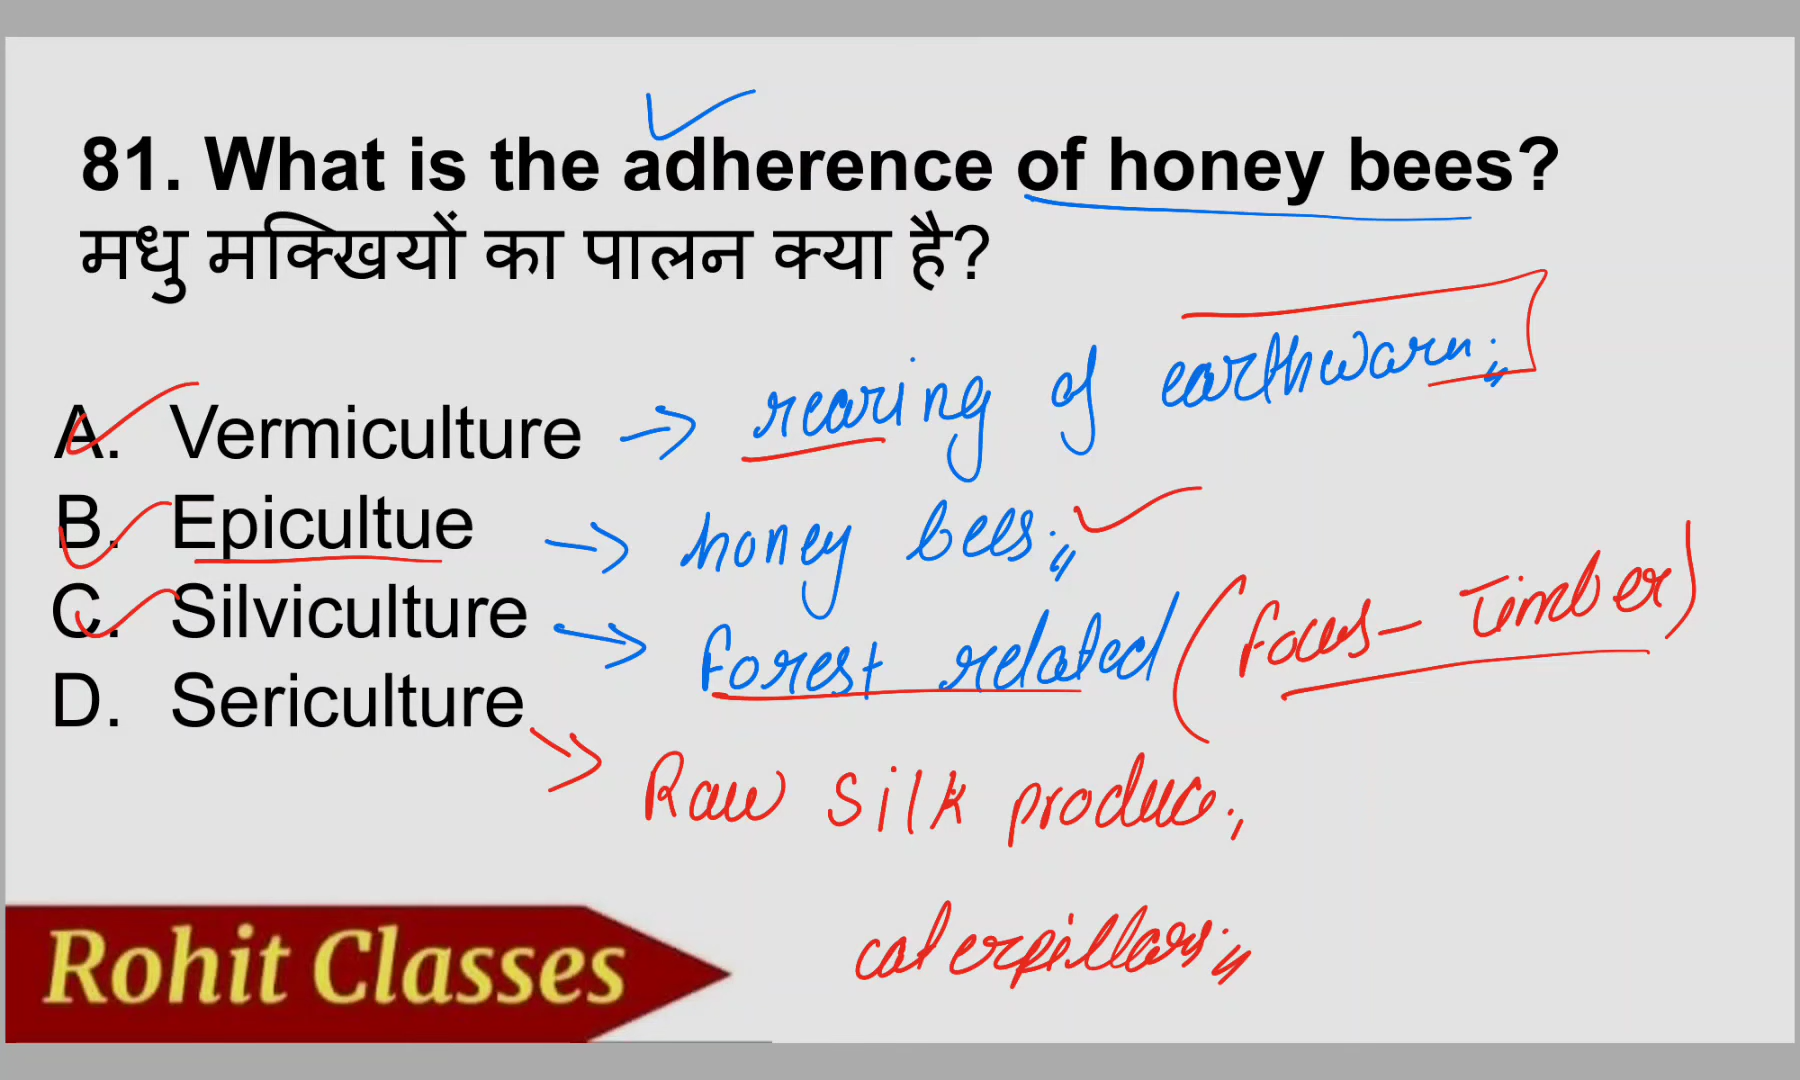 81. What is the adherence of honey bees?
मधु मक्खियों का पालन क्या है?
A. Vermiculture → rearing of earthwarm
B. Epicultue → honey bees
C. Silviculture → forest related (focus - Timber)
D. Sericulture → Raw silk produce
caterpillars
Rohit Classes